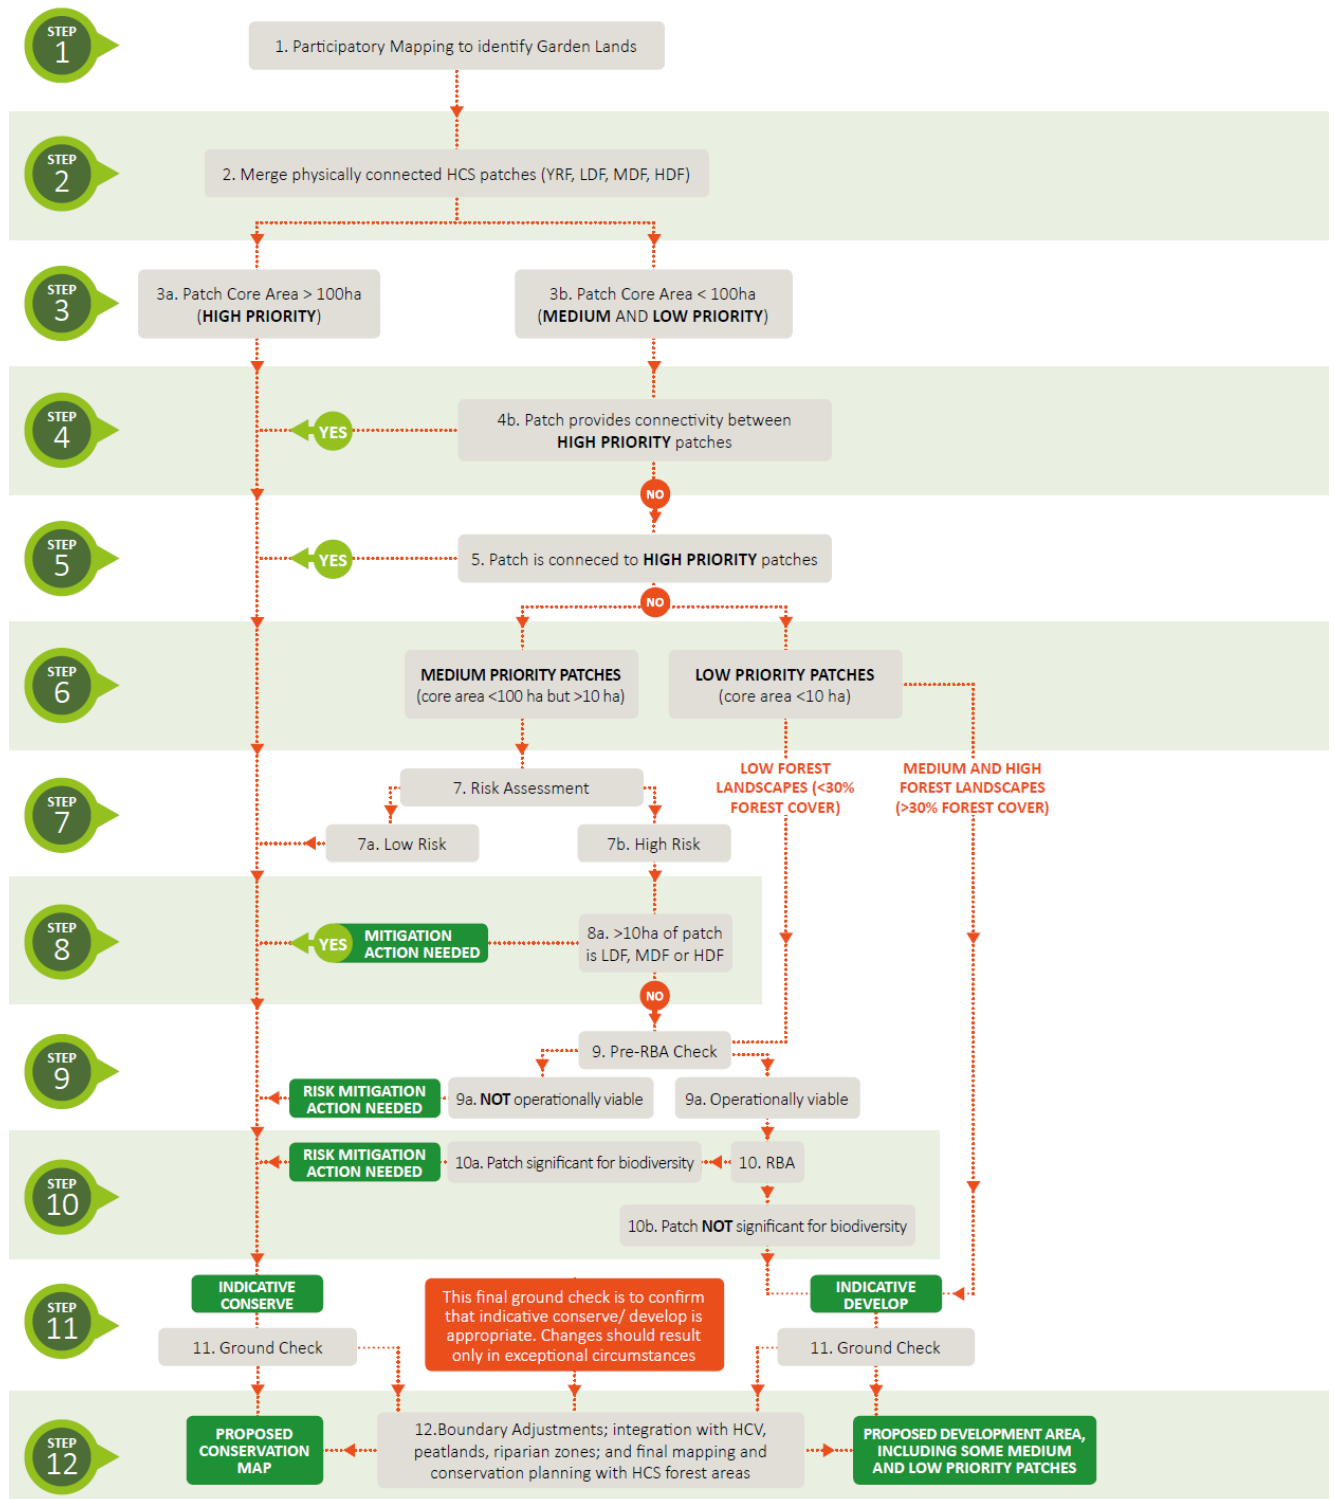 STEP
1
1. Participatory Mapping to identify Garden Lands
STEP
2
2. Merge physically connected HCS patches (YRF, LDF, MDF, HDF)
STEP
3
3a. Patch Core Area > 100ha
(HIGH PRIORITY)
3b. Patch Core Area < 100ha
(MEDIUM AND LOW PRIORITY)
STEP
4
YES
4b. Patch provides connectivity between
HIGH PRIORITY patches
NO
STEP
5
YES
5. Patch is conneced to HIGH PRIORITY patches
NO
STEP
6
MEDIUM PRIORITY PATCHES
(core area <100 ha but >10 ha)
LOW PRIORITY PATCHES
(core area <10 ha)
STEP
7
7. Risk Assessment
LOW FOREST
LANDSCAPES (<30%
FOREST COVER)
MEDIUM AND HIGH
FOREST LANDSCAPES
(>30% FOREST COVER)
7a. Low Risk
7b. High Risk
STEP
8
YES
MITIGATION
ACTION NEEDED
8a. >10ha of patch
is LDF, MDF or HDF
NO
STEP
9
9. Pre-RBA Check
RISK MITIGATION
ACTION NEEDED
9a. NOT operationally viable
9a. Operationally viable
STEP
10
RISK MITIGATION
ACTION NEEDED
10a. Patch significant for biodiversity
10. RBA
10b. Patch NOT significant for biodiversity
STEP
11
INDICATIVE
CONSERVE
This final ground check is to confirm
that indicative conserve/ develop is
appropriate. Changes should result
only in exceptional circumstances
INDICATIVE
DEVELOP
11. Ground Check
11. Ground Check
STEP
12
PROPOSED
CONSERVATION
MAP
12.Boundary Adjustments; integration with HCV,
peatlands, riparian zones; and final mapping and
conservation planning with HCS forest areas
PROPOSED DEVELOPMENT AREA,
INCLUDING SOME MEDIUM
AND LOW PRIORITY PATCHES